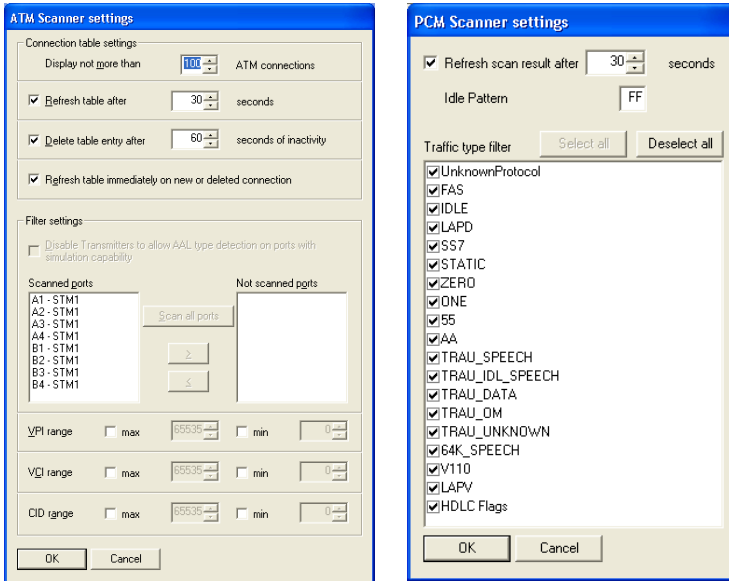 ATM Scanner settings
Connection table settings
Display not more than 100 ATM connections
Refresh table after 30 seconds
Delete table entry after 60 seconds of inactivity
Refresh table immediately on new or deleted connection
Filter settings
Disable Transmitters to allow AAL type detection on ports with
simulation capability
Scanned ports Not scanned ports
A1 - STM1
A2 - STM1
A3 - STM1
A4 - STM1
B1 - STM1
B2 - STM1
B3 - STM1
B4 - STM1
Scan all ports
>
<
VPI range max 65535 min 0
VCI range max 65535 min 0
CID range max 65535 min 0
OK Cancel
PCM Scanner settings
Refresh scan result after 30 seconds
Idle Pattern FF
Traffic type filter Select all Deselect all
UnknownProtocol
FAS
IDLE
LAPD
SS7
STATIC
ZERO
ONE
55
AA
TRAU_SPEECH
TRAU_IDL_SPEECH
TRAU_DATA
TRAU_OM
TRAU_UNKNOWN
64K_SPEECH
V110
LAPV
HDLC Flags
OK Cancel